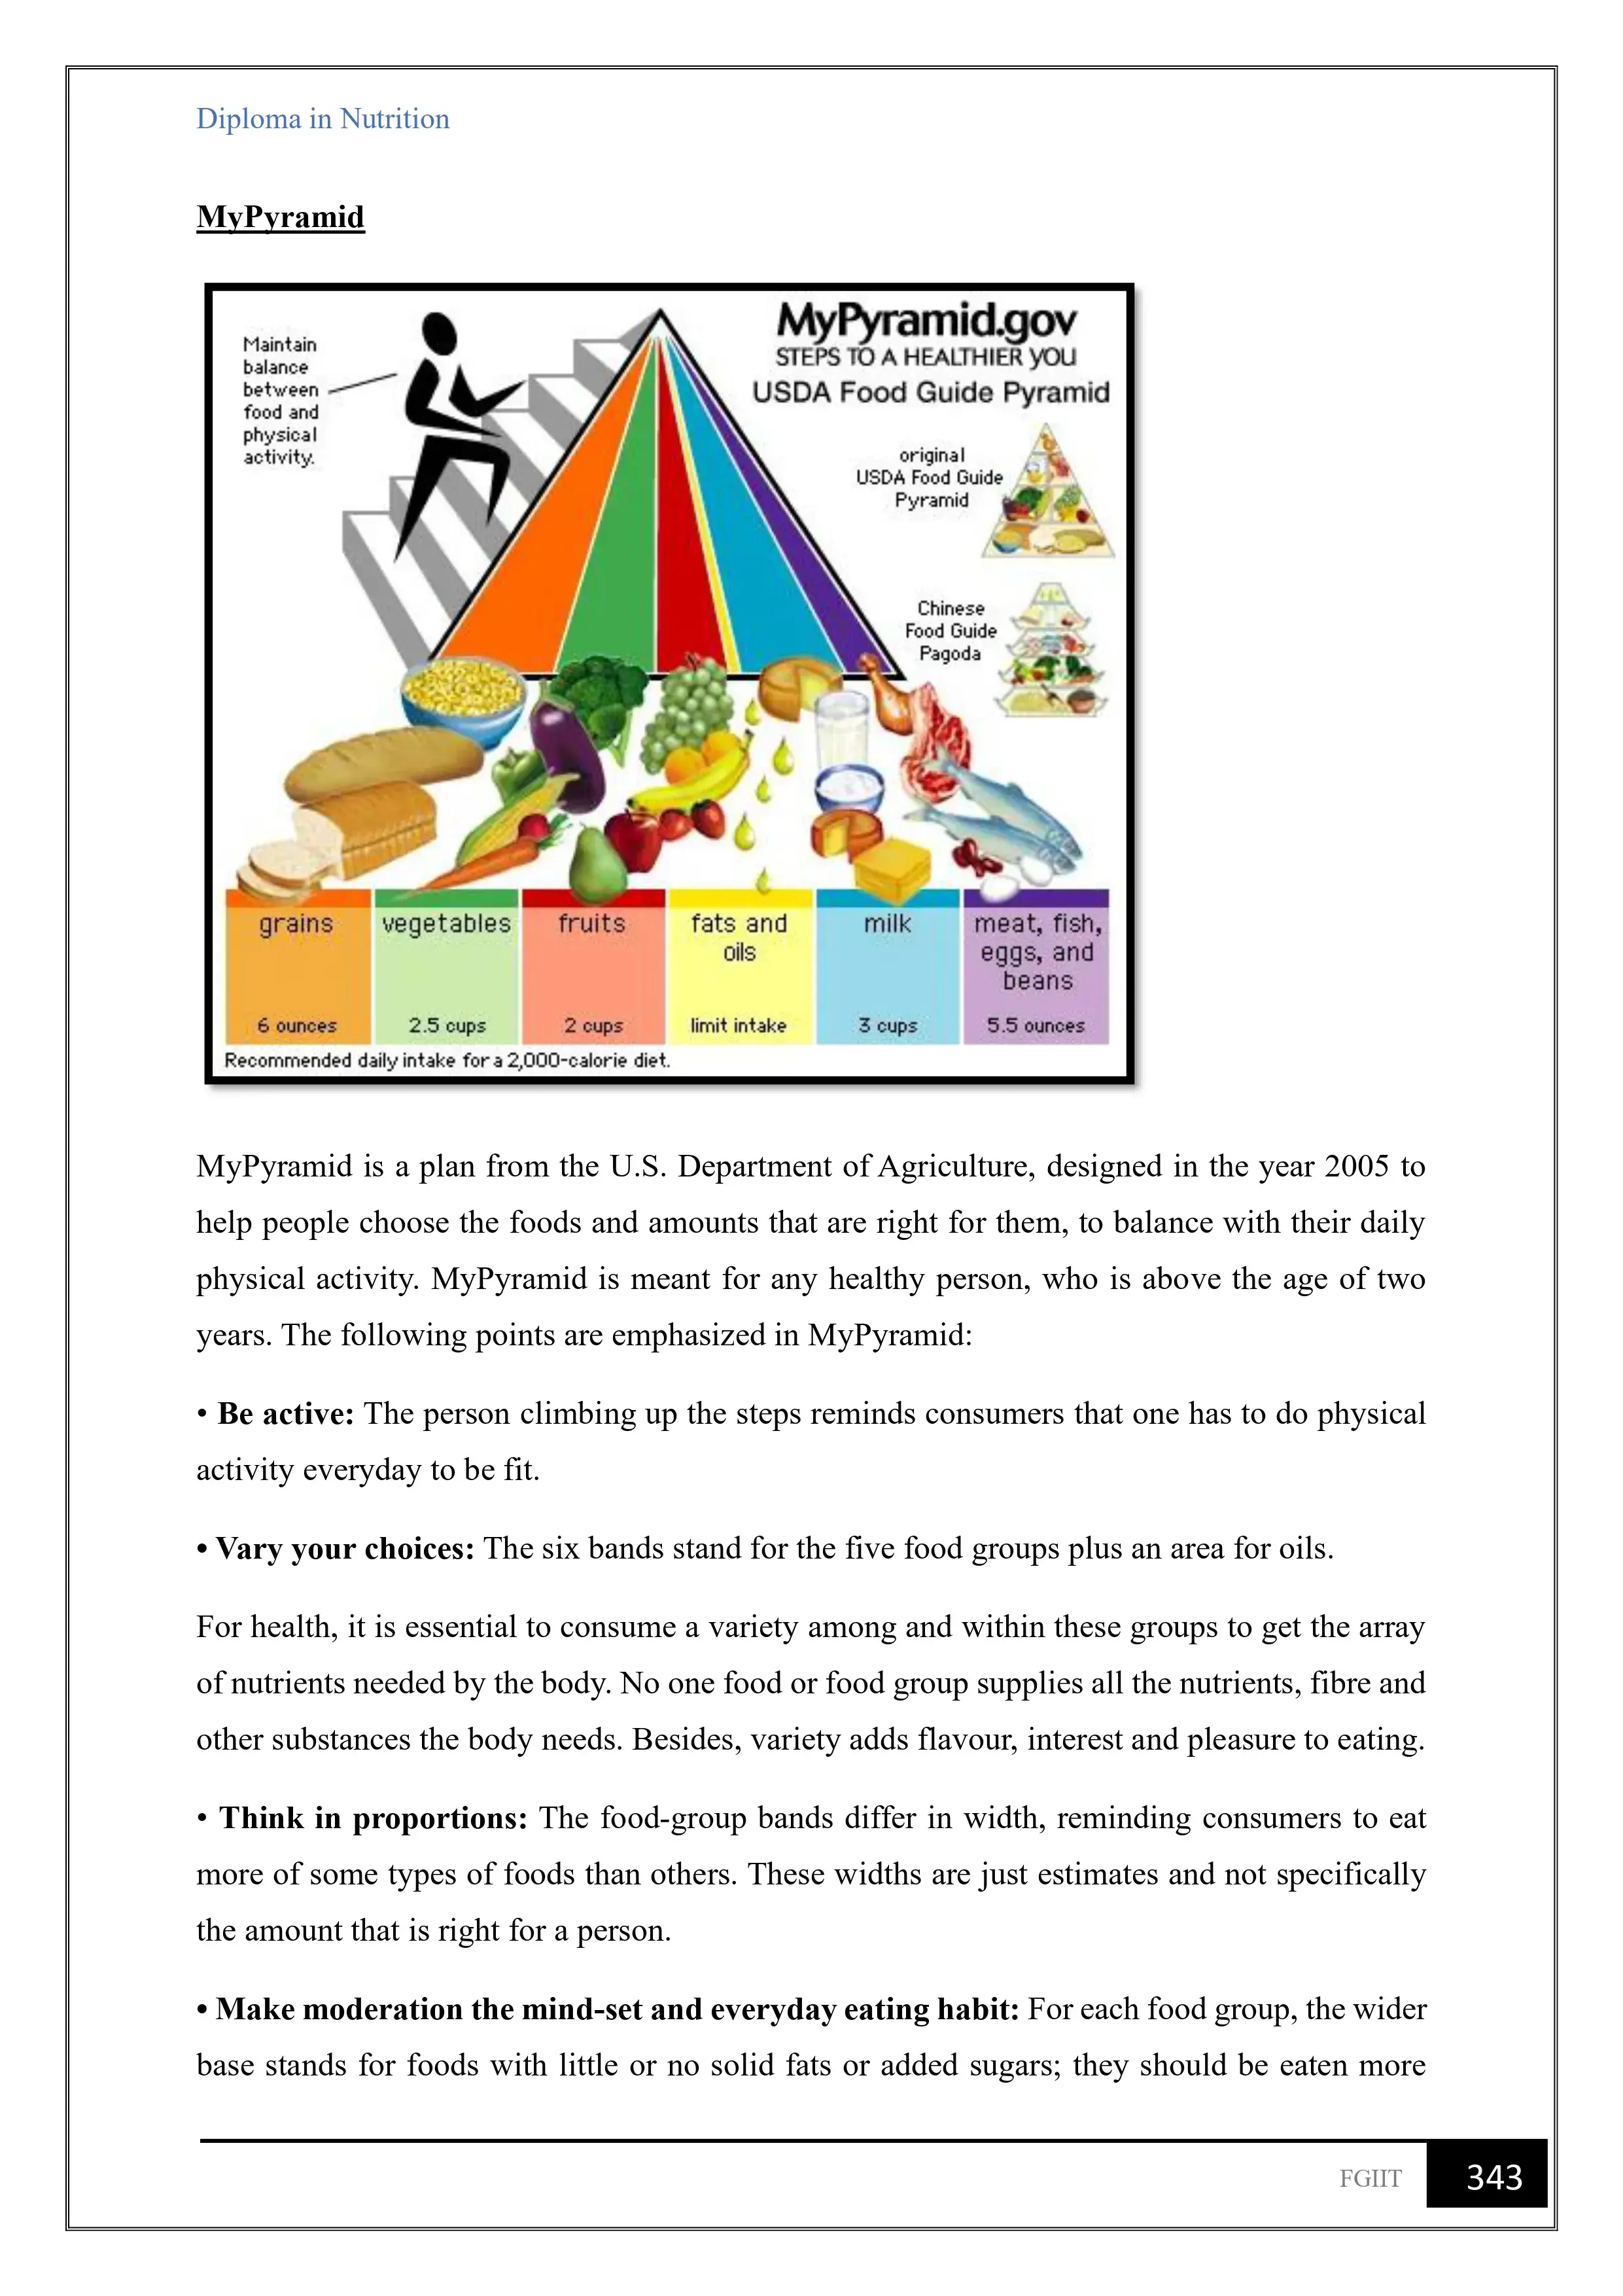 Diploma in Nutrition
MyPyramid
Maintain
balance
between
food and
physical
activity.
MyPyramid.gov
STEPS TO A HEALTHIER YOU
USDA Food Guide Pyramid
original
USDA Food Guide
Pyramid
Chinese
Food Guide
Pagoda
grains
6 ounces
vegetables
2.5 cups
fruits
2 cups
fats and
oils
limit intake
milk
3 cups
meat, fish,
eggs, and
beans
5.5 ounces
Recommended daily intake for a 2,000-calorie diet.
MyPyramid is a plan from the U.S. Department of Agriculture, designed in the year 2005 to
help people choose the foods and amounts that are right for them, to balance with their daily
physical activity. MyPyramid is meant for any healthy person, who is above the age of two
years. The following points are emphasized in MyPyramid:
• Be active: The person climbing up the steps reminds consumers that one has to do physical
activity everyday to be fit.
• Vary your choices: The six bands stand for the five food groups plus an area for oils.
For health, it is essential to consume a variety among and within these groups to get the array
of nutrients needed by the body. No one food or food group supplies all the nutrients, fibre and
other substances the body needs. Besides, variety adds flavour, interest and pleasure to eating.
• Think in proportions: The food-group bands differ in width, reminding consumers to eat
more of some types of foods than others. These widths are just estimates and not specifically
the amount that is right for a person.
• Make moderation the mind-set and everyday eating habit: For each food group, the wider
base stands for foods with little or no solid fats or added sugars; they should be eaten more
FGIIT
343